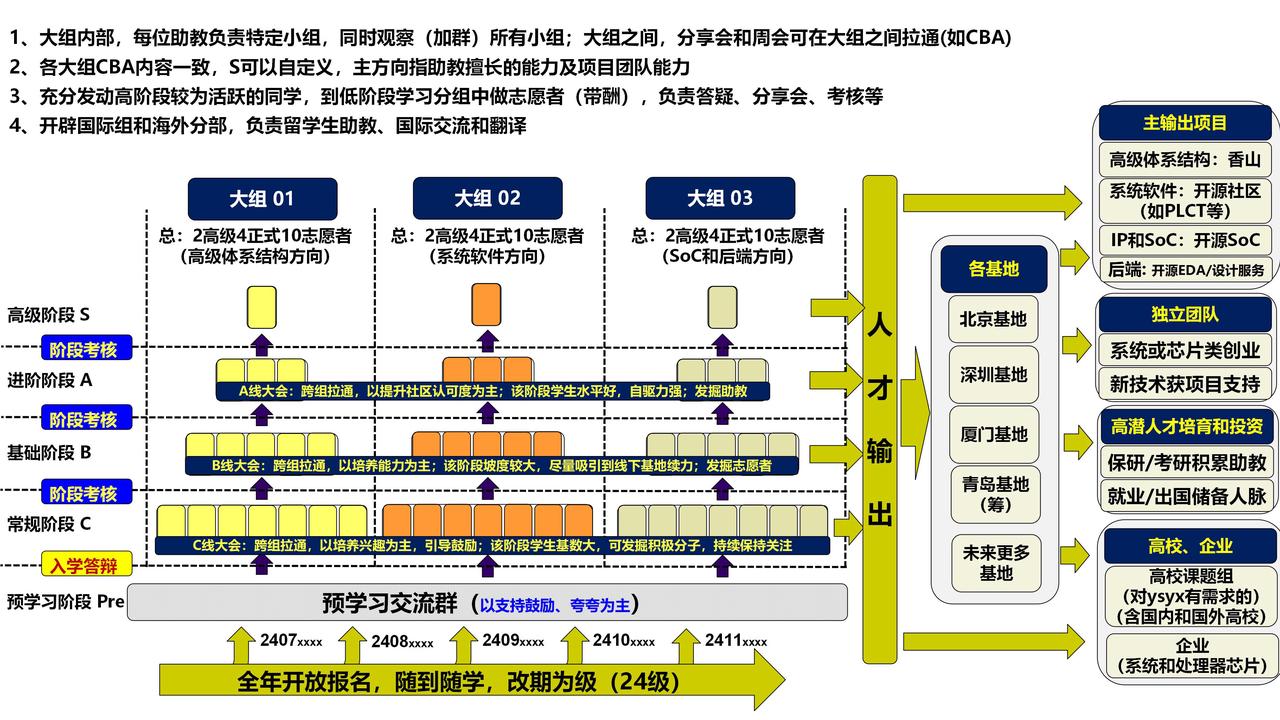 1、大组内部，每位助教负责特定小组，同时观察（加群）所有小组；大组之间，分享会和周会可在大组之间拉通(如CBA)
2、各大组CBA内容一致，S可以自定义，主方向指助教擅长的能力及项目团队能力
3、充分发动高阶段较为活跃的同学，到低阶段学习分组中做志愿者（带酬），负责答疑、分享会、考核等
4、开辟国际组和海外分部，负责留学生助教、国际交流和翻译
大组 01
大组 02
大组 03
总：2高级4正式10志愿者
（高级体系结构方向）
总：2高级4正式10志愿者
（系统软件方向）
总：2高级4正式10志愿者
（SoC和后端方向）
高级阶段 S
阶段考核
进阶阶段 A
A线大会：跨组拉通，以提升社区认可度为主；该阶段学生水平好，自驱力强；发掘助教
阶段考核
基础阶段 B
B线大会：跨组拉通，以培养能力为主；该阶段坡度较大，尽量吸引到线下基地续力；发掘志愿者
阶段考核
常规阶段 C
C线大会：跨组拉通，以培养兴趣为主，引导鼓励；该阶段学生基数大，可发掘积极分子，持续保持关注
入学答辩
预学习阶段 Pre
预学习交流群（以支持鼓励、夸夸为主）
2407xxxx
2408xxxx
2409xxxx
2410xxxx
2411xxxx
全年开放报名，随到随学，改期为级（24级）
人
才
输
出
各基地
北京基地
深圳基地
厦门基地
青岛基地
（筹）
未来更多
基地
主输出项目
高级体系结构：香山
系统软件：开源社区
（如PLCT等）
IP和SoC：开源SoC
后端: 开源EDA/设计服务
独立团队
系统或芯片类创业
新技术获项目支持
高潜人才培育和投资
保研/考研积累助教
就业/出国储备人脉
高校、企业
高校课题组
（对ysyx有需求的）
（含国内和国外高校）
企业
（系统和处理器芯片）